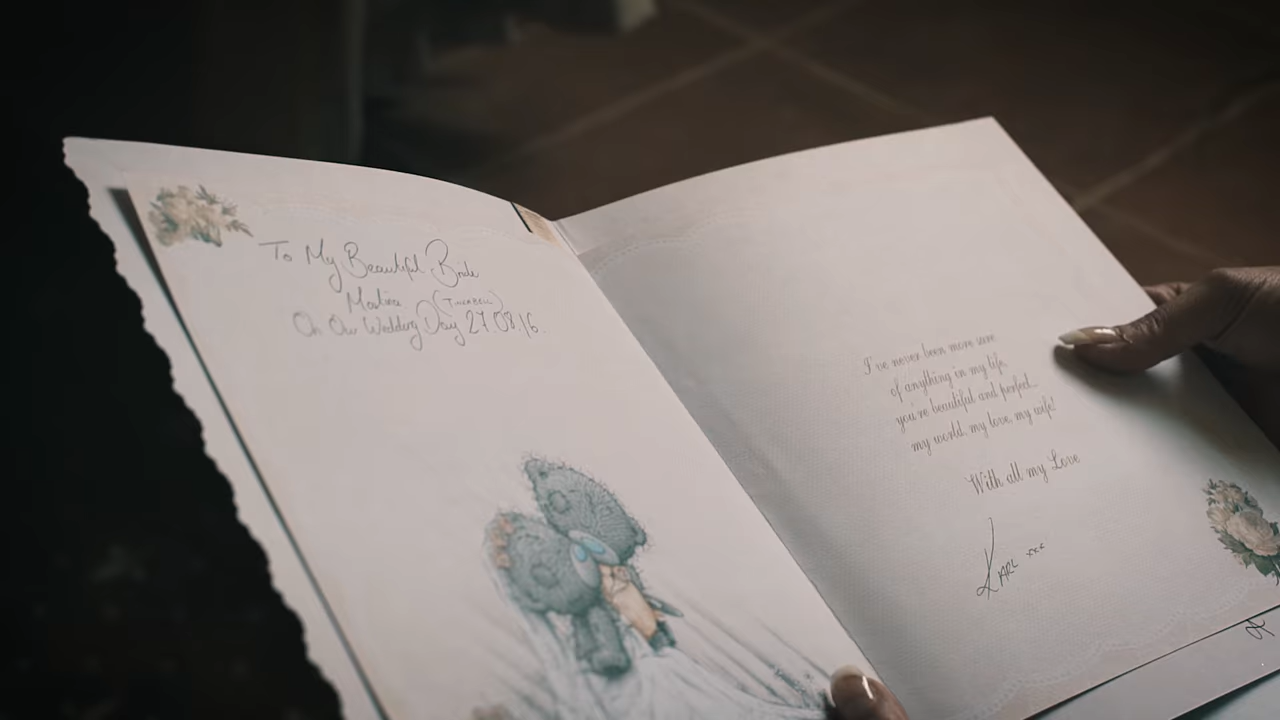 To My Beautiful Bride
Martina (Tinkerbell)
On Our Wedding Day 27.08.16.
I've never been more sure
of anything in my life,
you're beautiful and perfect...
my world, my love, my wife!
With all my Love
Karl xxx